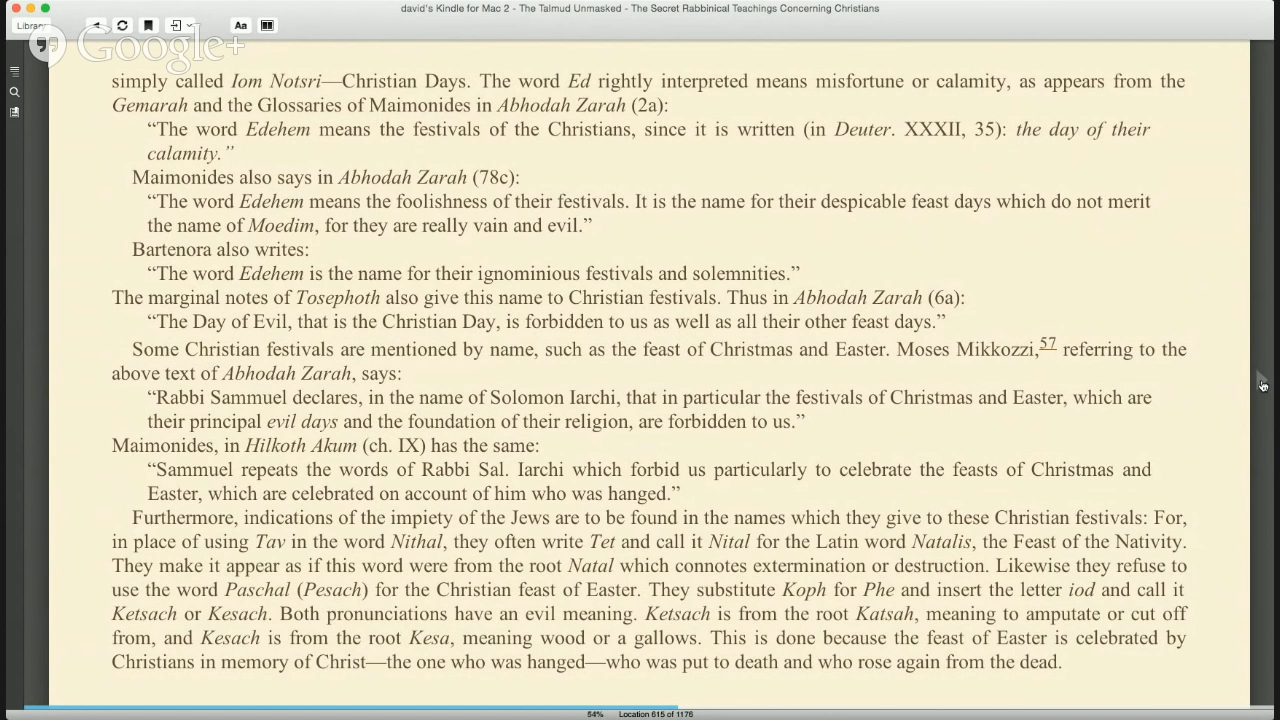 david's Kindle for Mac 2 - The Talmud Unmasked - The Secret Rabbinical Teachings Concerning Christians
Library
Aa
Google+
simply called Iom Notsri—Christian Days. The word Ed rightly interpreted means misfortune or calamity, as appears from the
Gemarah and the Glossaries of Maimonides in Abhodah Zarah (2a):
“The word Edehem means the festivals of the Christians, since it is written (in Deuter. XXXII, 35): the day of their
calamity.”
Maimonides also says in Abhodah Zarah (78c):
“The word Edehem means the foolishness of their festivals. It is the name for their despicable feast days which do not merit
the name of Moedim, for they are really vain and evil.”
Bartenora also writes:
“The word Edehem is the name for their ignominious festivals and solemnities.”
The marginal notes of Tosephoth also give this name to Christian festivals. Thus in Abhodah Zarah (6a):
“The Day of Evil, that is the Christian Day, is forbidden to us as well as all their other feast days.”
Some Christian festivals are mentioned by name, such as the feast of Christmas and Easter. Moses Mikkozzi,57 referring to the
above text of Abhodah Zarah, says:
“Rabbi Sammuel declares, in the name of Solomon Iarchi, that in particular the festivals of Christmas and Easter, which are
their principal evil days and the foundation of their religion, are forbidden to us.”
Maimonides, in Hilkoth Akum (ch. IX) has the same:
“Sammuel repeats the words of Rabbi Sal. Iarchi which forbid us particularly to celebrate the feasts of Christmas and
Easter, which are celebrated on account of him who was hanged.”
Furthermore, indications of the impiety of the Jews are to be found in the names which they give to these Christian festivals: For,
in place of using Tav in the word Nithal, they often write Tet and call it Nital for the Latin word Natalis, the Feast of the Nativity.
They make it appear as if this word were from the root Natal which connotes extermination or destruction. Likewise they refuse to
use the word Paschal (Pesach) for the Christian feast of Easter. They substitute Koph for Phe and insert the letter iod and call it
Ketsach or Kesach. Both pronunciations have an evil meaning. Ketsach is from the root Katsah, meaning to amputate or cut off
from, and Kesach is from the root Kesa, meaning wood or a gallows. This is done because the feast of Easter is celebrated by
Christians in memory of Christ—the one who was hanged—who was put to death and who rose again from the dead.
54% Location 615 of 1176